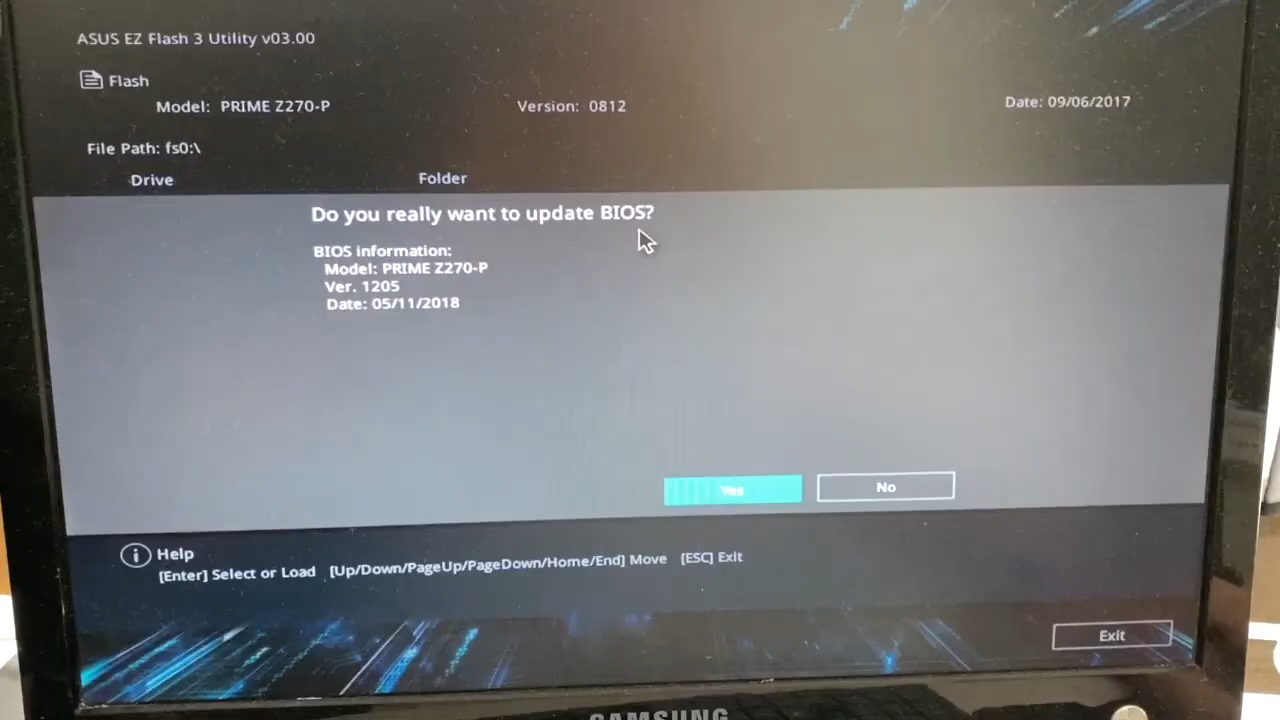 ASUS EZ Flash 3 Utility v03.00
Flash
Model: PRIME Z270-P Version: 0812 Date: 09/06/2017
File Path: fs0:\
Drive Folder
Do you really want to update BIOS?
BIOS information:
Model: PRIME Z270-P
Ver. 1205
Date: 05/11/2018
Yes No
Help
[Enter] Select or Load [Up/Down/PageUp/PageDown/Home/End] Move [ESC] Exit
Exit
SAMSUNG